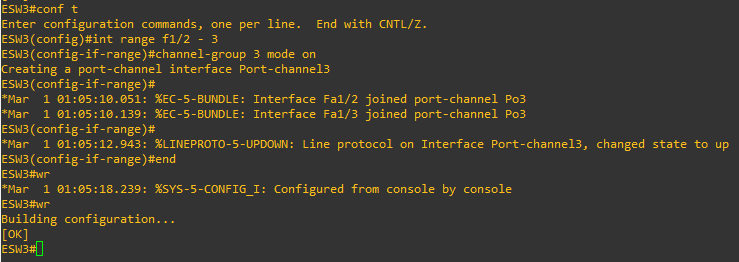 ESW3#conf t
Enter configuration commands, one per line.  End with CNTL/Z.
ESW3(config)#int range f1/2 - 3
ESW3(config-if-range)#channel-group 3 mode on
Creating a port-channel interface Port-channel3
ESW3(config-if-range)#
*Mar  1 01:05:10.051: %EC-5-BUNDLE: Interface Fa1/2 joined port-channel Po3
*Mar  1 01:05:10.139: %EC-5-BUNDLE: Interface Fa1/3 joined port-channel Po3
ESW3(config-if-range)#
*Mar  1 01:05:12.943: %LINEPROTO-5-UPDOWN: Line protocol on Interface Port-channel3, changed state to up
ESW3(config-if-range)#end
ESW3#wr
*Mar  1 01:05:18.239: %SYS-5-CONFIG_I: Configured from console by console
ESW3#wr
Building configuration...
[OK]
ESW3#